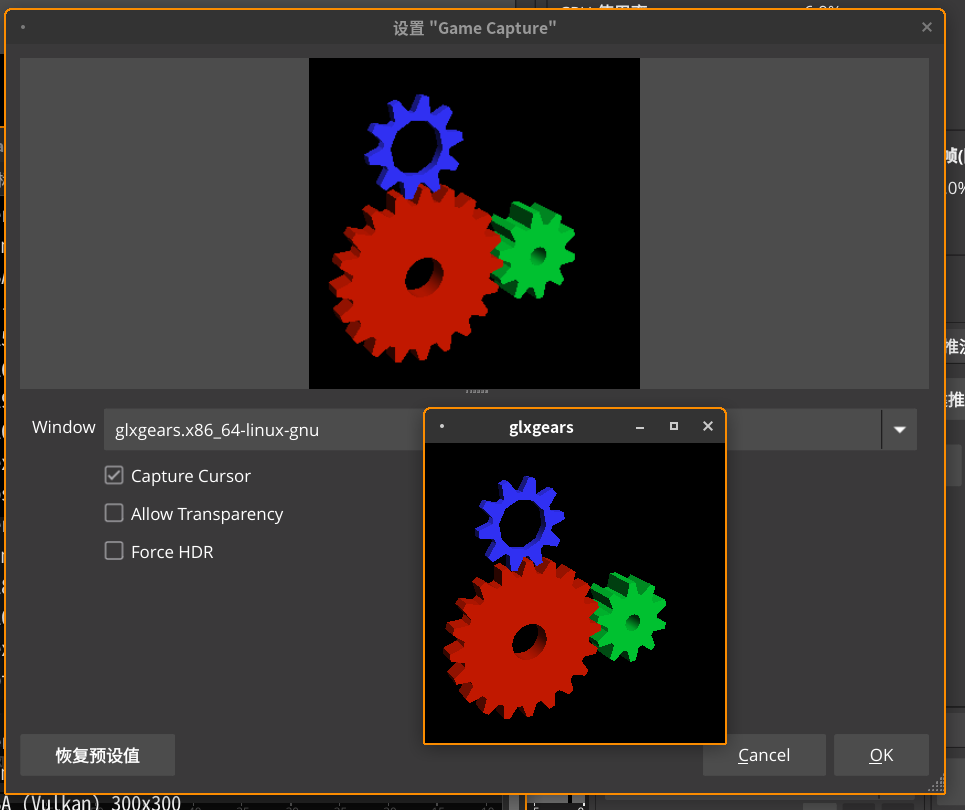 设置 "Game Capture"
Window
glxgears.x86_64-linux-gnu
glxgears
Capture Cursor
Allow Transparency
Force HDR
恢复预设值
Cancel
OK
(Vulkan) 300x300